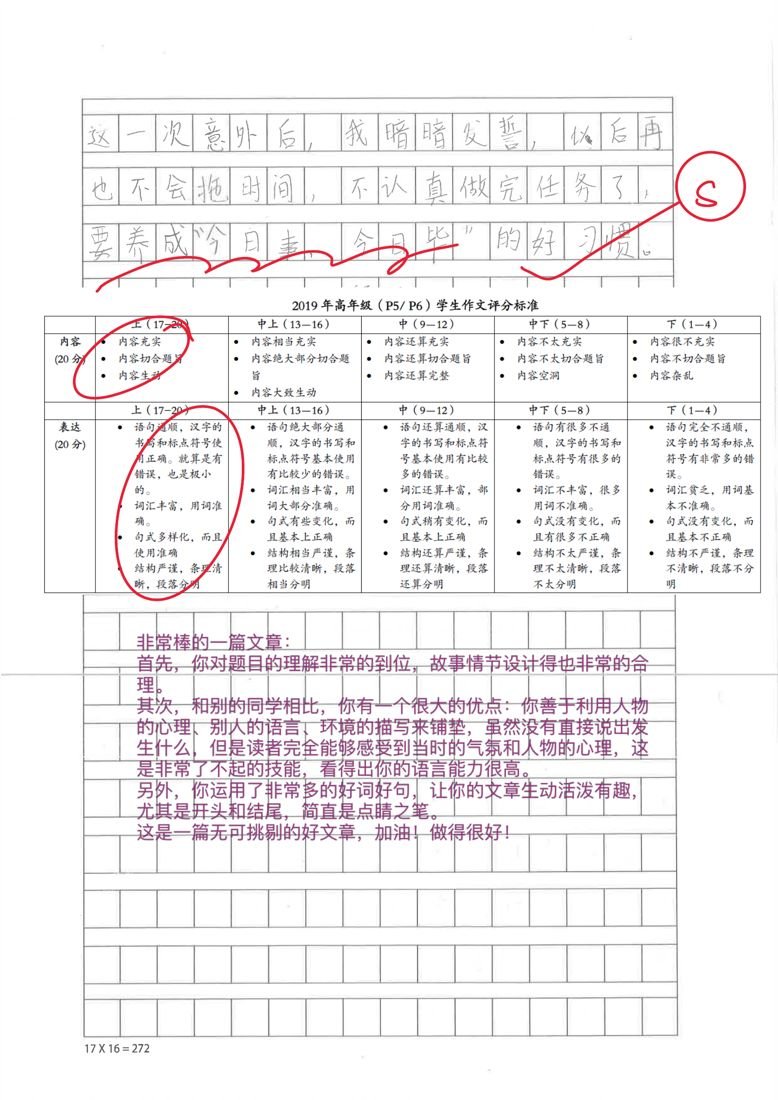 这一次意外后，我暗暗发誓，以后再
也不会拖时间，不认真做完任务了，
要养成“今日事，今日毕”的好习惯。
S
2019 年高年级（P5/ P6）学生作文评分标准
上（17—20） 中上（13—16） 中（9—12） 中下（5—8） 下（1—4）
内容 • 内容充实 • 内容相当充实 • 内容还算充实 • 内容不太充实 • 内容很不充实
(20 分) • 内容切合题旨 • 内容绝大部分切合题 • 内容还算切合题旨 • 内容不太切合题旨 • 内容不切合题旨
• 内容生动 旨 • 内容还算完整 • 内容空洞 • 内容杂乱
• 内容大致生动
上（17—20） 中上（13—16） 中（9—12） 中下（5—8） 下（1—4）
表达 • 语句通顺，汉字的 • 语句绝大部分通 • 语句还算通顺，汉 • 语句有很多不通 • 语句完全不通顺，
(20 分) 书写和标点符号使 顺，汉字的书写和 字的书写和标点符 顺，汉字的书写和 汉字的书写和标点
用正确。就算是有 标点符号基本使用 号基本使用有比较 标点符号有很多的 符号有非常多的错
错误，也是极小 有比较少的错误。 多的错误。 错误。 误。
的。 • 词汇相当丰富，用 • 词汇还算丰富，部 • 词汇不丰富，很多 • 词汇贫乏，用词基
• 词汇丰富，用词准 词大部分准确。 分用词准确。 用词不准确。 本不准确。
确。 • 句式有些变化，而 • 句式稍有变化，而 • 句式没有变化，而 • 句式没有变化，而
• 句式多样化，而且 且基本上正确 且基本上正确 且有很多不正确 且基本不正确
使用准确 • 结构相当严谨，条 • 结构还算严谨，条 • 结构不太严谨，条 • 结构不严谨，条理
• 结构严谨，条理清 理比较清晰，段落 理还算清晰，段落 理不太清晰，段落 不清晰，段落不分
晰，段落分明 相当分明 还算分明 不太分明 明
非常棒的一篇文章：
首先，你对题目的理解非常的到位，故事情节设计得也非常的合
理。
其次，和别的同学相比，你有一个很大的优点：你善于利用人物
的心理、别人的语言、环境的描写来铺垫，虽然没有直接说出发
生什么，但是读者完全能够感受到当时的气氛和人物的心理，这
是非常了不起的技能，看得出你的语言能力很高。
另外，你运用了非常多的好词好句，让你的文章生动活泼有趣，
尤其是开头和结尾，简直是点睛之笔。
这是一篇无可挑剔的好文章，加油！做得很好！
17 X 16 = 272